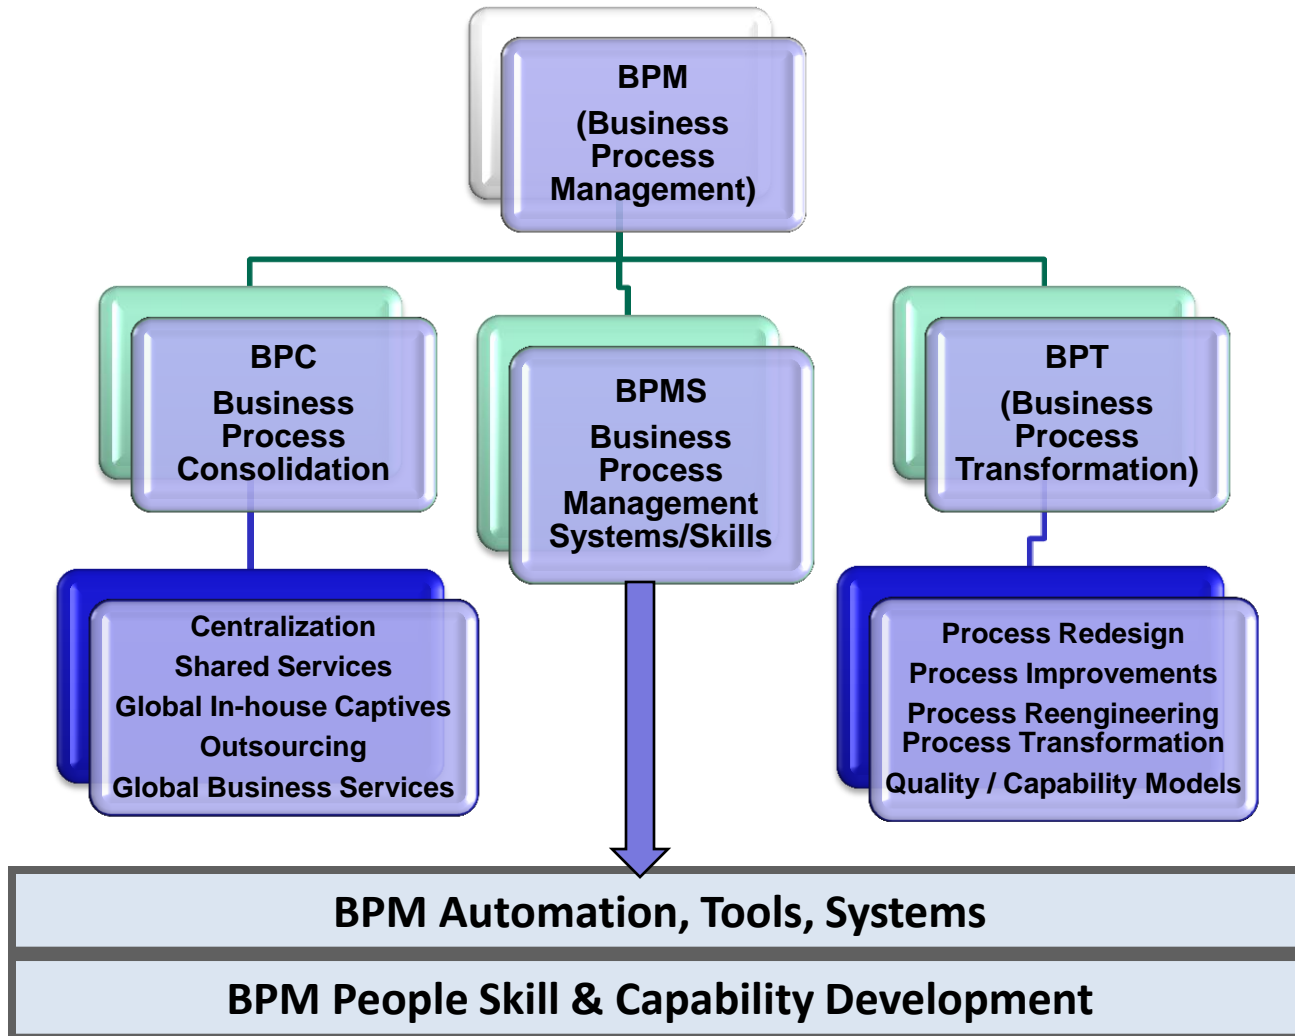 BPM
(Business
Process
Management)
BPC
Business
Process
Consolidation
BPMS
Business
Process
Management
Systems/Skills
BPT
(Business
Process
Transformation)
Centralization
Shared Services
Global In-house Captives
Outsourcing
Global Business Services
Process Redesign
Process Improvements
Process Reengineering
Process Transformation
Quality / Capability Models
BPM Automation, Tools, Systems
BPM People Skill & Capability Development